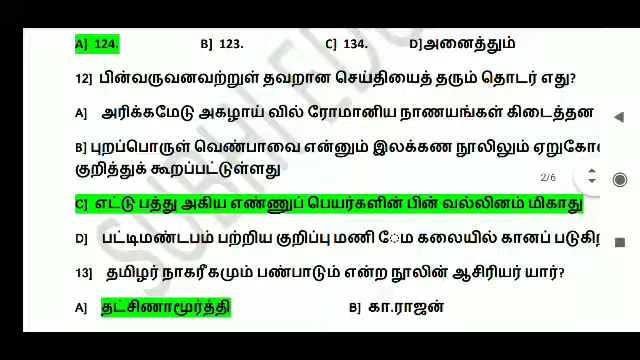 A] 124. B] 123. C] 134. D]அனைத்தும்
12] பின்வருவனவற்றுள் தவறான செய்தியைத் தரும் தொடர் எது?
A] அரிக்கமேடு அகழாய் வில் ரோமானிய நாணயங்கள் கிடைத்தன
B] புறப்பொருள் வெண்பாவை என்னும் இலக்கண நூலிலும்
குறித்துக் கூறப்பட்டுள்ளது
2/6
C] எட்டு பத்து அகிய எண்ணுப் பெயர்களின் பின் வல்லினம் மிகாது
D] பட்டிமண்டபம் பற்றிய குறிப்பு மணி ேம கலையில் கானப்
13] தமிழர் நாகரீகமும் பண்பாடும் என்ற நூலின் ஆசிரியர் யார்?
A] தட்சிணாமூர்த்தி B] கா.ராஜன்